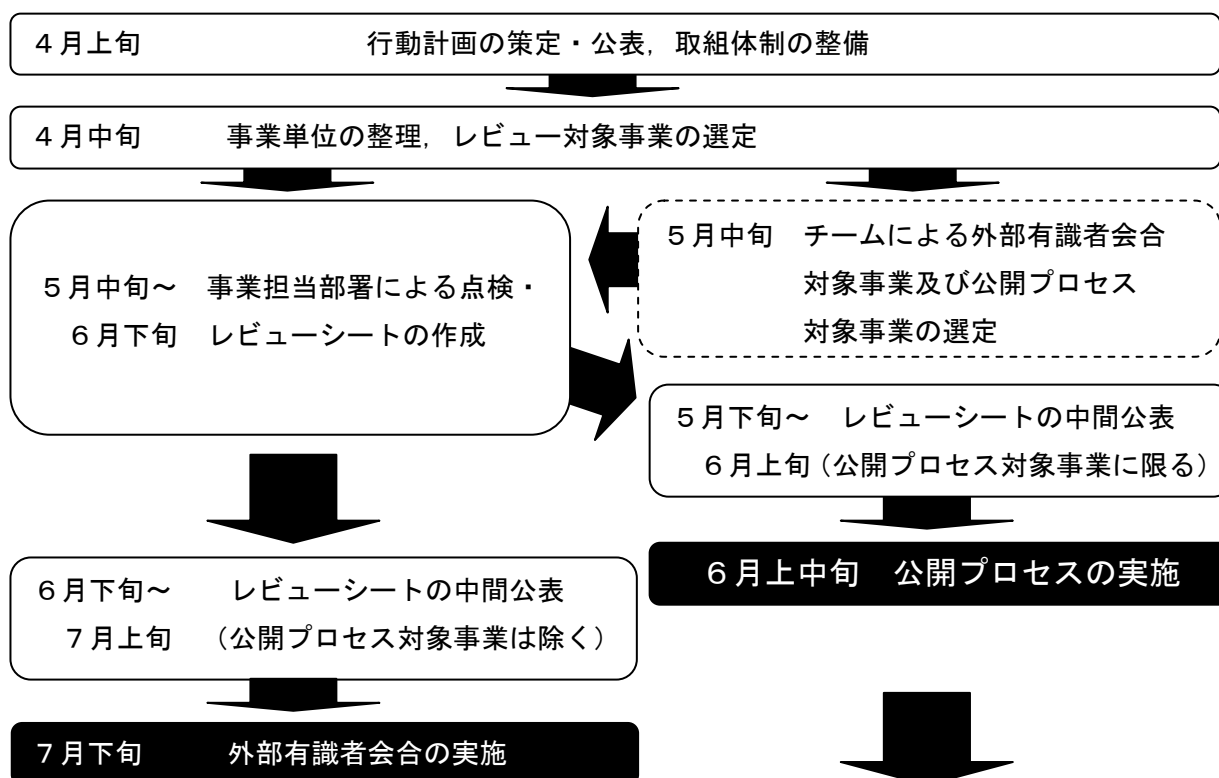 ４月上旬　行動計画の策定・公表，取組体制の整備
４月中旬　事業単位の整理，レビュー対象事業の選定
５月中旬～　事業担当部署による点検・
６月下旬　レビューシートの作成
５月中旬　チームによる外部有識者会合
対象事業及び公開プロセス
対象事業の選定
５月下旬～　レビューシートの中間公表
６月上旬（公開プロセス対象事業に限る）
６月上中旬　公開プロセスの実施
６月下旬～　レビューシートの中間公表
７月上旬　（公開プロセス対象事業は除く）
７月下旬　外部有識者会合の実施